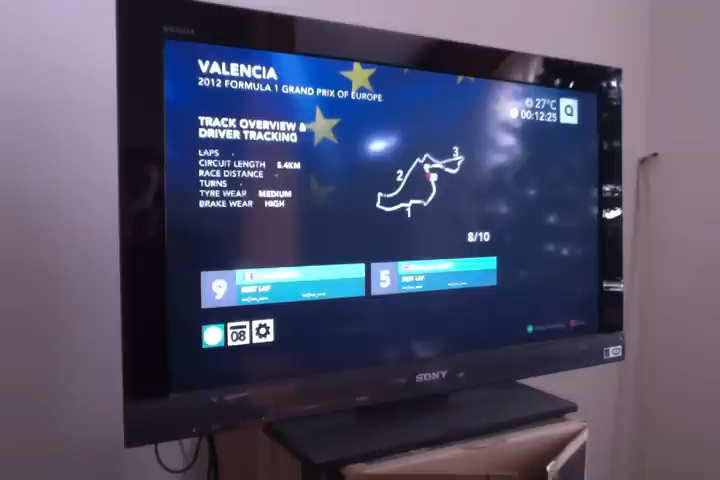 BRAVIA
VALENCIA
2012 FORMULA 1 GRAND PRIX OF EUROPE
27°C
00:12:25
Q
TRACK OVERVIEW &
DRIVER TRACKING
LAPS -
CIRCUIT LENGTH 5.4KM
RACE DISTANCE -
TURNS -
TYRE WEAR MEDIUM
BRAKE WEAR HIGH
3
2
1
8/10
9
BEST LAP
5
BEST LAP
08
SONY